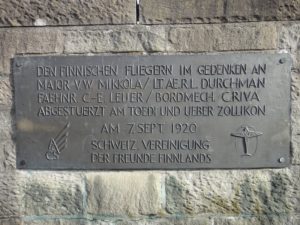 DEN FINNISCHEN FLIEGERN IM GEDENKEN AN
MAJOR V.W. MIKKOLA / LT. AE.R.L. DURCHMAN
FAEHNR. C-E. LEIJER / BORDMECH. CRIVA
ABGESTUERZT AM TOEDI UND UEBER ZOLLIKON
AM 7. SEPT. 1920
SCHWEIZ. VEREINIGUNG
DER FREUNDE FINNLANDS